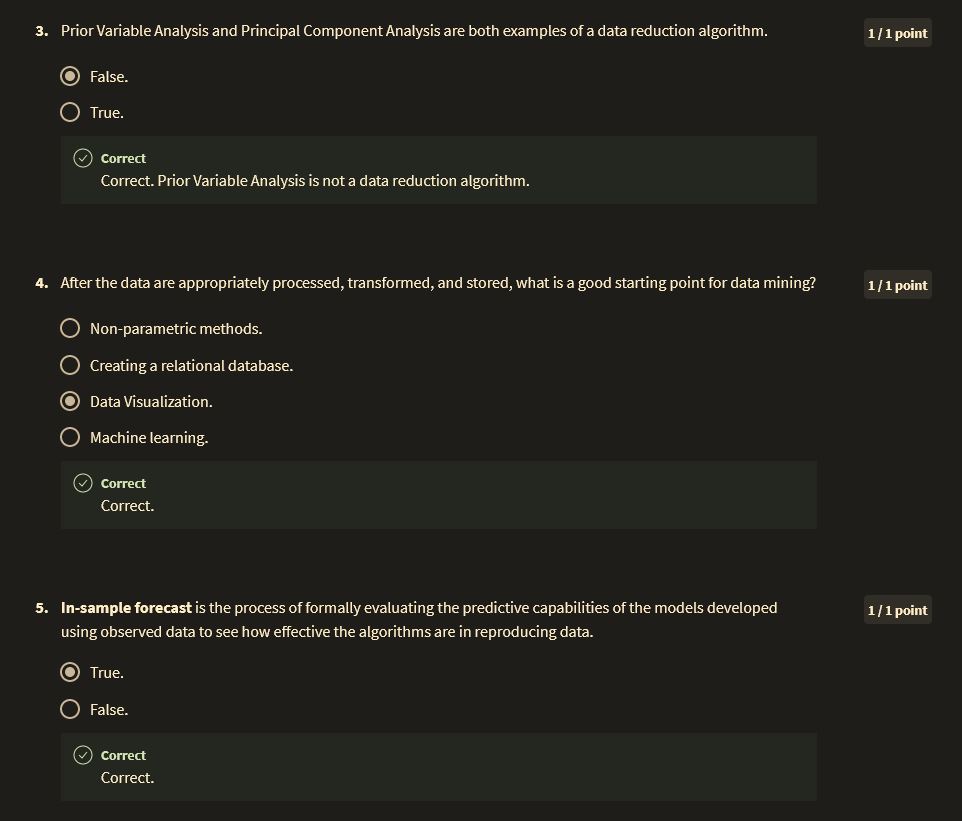 3. Prior Variable Analysis and Principal Component Analysis are both examples of a data reduction algorithm.
1 / 1 point
False.
True.
Correct
Correct. Prior Variable Analysis is not a data reduction algorithm.
4. After the data are appropriately processed, transformed, and stored, what is a good starting point for data mining?
1 / 1 point
Non-parametric methods.
Creating a relational database.
Data Visualization.
Machine learning.
Correct
Correct.
5. In-sample forecast is the process of formally evaluating the predictive capabilities of the models developed
1 / 1 point
using observed data to see how effective the algorithms are in reproducing data.
True.
False.
Correct
Correct.